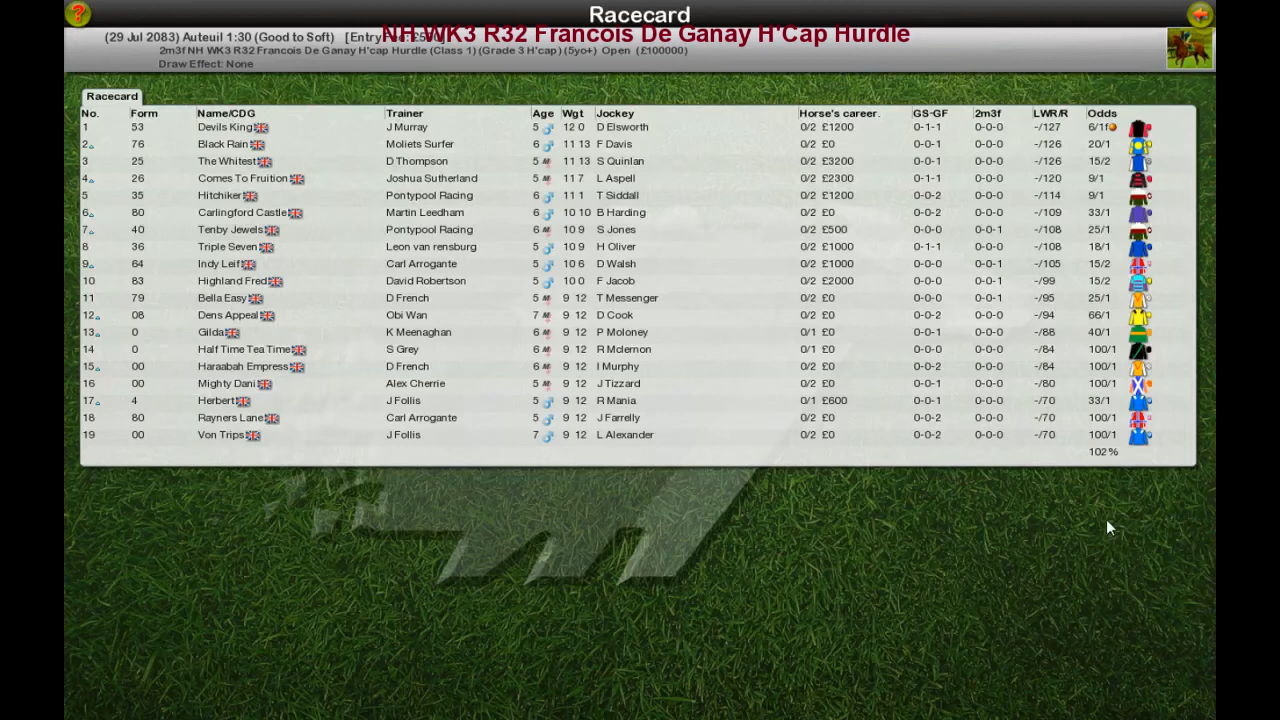 Racecard
NH WK3 R32 Francois De Ganay H'Cap Hurdle
(29 Jul 2083) Auteuil 1:30 (Good to Soft) [Entry
2m3f NH WK3 R32 Francois De Ganay H'cap Hurdle (Class 1) (Grade 3 H'cap) (5yo+) Open (£100000)
Draw Effect: None
Racecard
No. Form Name/CDG Trainer Age Wgt Jockey Horse's career. GS-GF 2m3f LWR/R Odds
1 53 Devils King J Murray 5 12 0 D Elsworth 0/2 £1200 0-1-1 0-0-0 -/127 6/1f
2 76 Black Rain Moliets Surfer 6 11 13 F Davis 0/2 £0 0-0-1 0-0-0 -/126 20/1
3 25 The Whitest D Thompson 5 11 13 S Quinlan 0/2 £3200 0-0-1 0-0-0 -/126 15/2
4 26 Comes To Fruition Joshua Sutherland 5 11 7 L Aspell 0/2 £2300 0-1-1 0-0-0 -/120 9/1
5 35 Hitchiker Pontypool Racing 6 11 1 T Siddall 0/2 £1200 0-0-2 0-0-0 -/114 9/1
6 80 Carlingford Castle Martin Leedham 6 10 10 B Harding 0/2 £0 0-0-2 0-0-0 -/109 33/1
7 40 Tenby Jewels Pontypool Racing 6 10 9 S Jones 0/2 £500 0-0-0 0-0-1 -/108 25/1
8 36 Triple Seven Leon van rensburg 5 10 9 H Oliver 0/2 £1000 0-1-1 0-0-0 -/108 18/1
9 64 Indy Leif Carl Arrogante 5 10 6 D Walsh 0/2 £1000 0-0-0 0-0-1 -/105 15/2
10 83 Highland Fred David Robertson 5 10 0 F Jacob 0/2 £2000 0-0-0 0-0-1 -/99 15/2
11 79 Bella Easy D French 5 9 12 T Messenger 0/2 £0 0-0-0 0-0-1 -/95 25/1
12 08 Dens Appeal Obi Wan 7 9 12 D Cook 0/2 £0 0-0-2 0-0-0 -/94 66/1
13 0 Gilda K Meenaghan 6 9 12 P Moloney 0/1 £0 0-0-1 0-0-0 -/88 40/1
14 0 Half Time Tea Time S Grey 6 9 12 R Mclernon 0/1 £0 0-0-0 0-0-0 -/84 100/1
15 00 Haraabah Empress D French 6 9 12 I Murphy 0/2 £0 0-0-2 0-0-0 -/84 100/1
16 00 Mighty Dani Alex Cherrie 5 9 12 J Tizzard 0/2 £0 0-0-1 0-0-0 -/80 100/1
17 4 Herbert J Follis 5 9 12 R Mania 0/1 £600 0-0-1 0-0-0 -/70 33/1
18 80 Rayners Lane Carl Arrogante 5 9 12 J Farrelly 0/2 £0 0-0-2 0-0-0 -/70 100/1
19 00 Von Trips J Follis 7 9 12 L Alexander 0/2 £0 0-0-2 0-0-0 -/70 100/1
102%